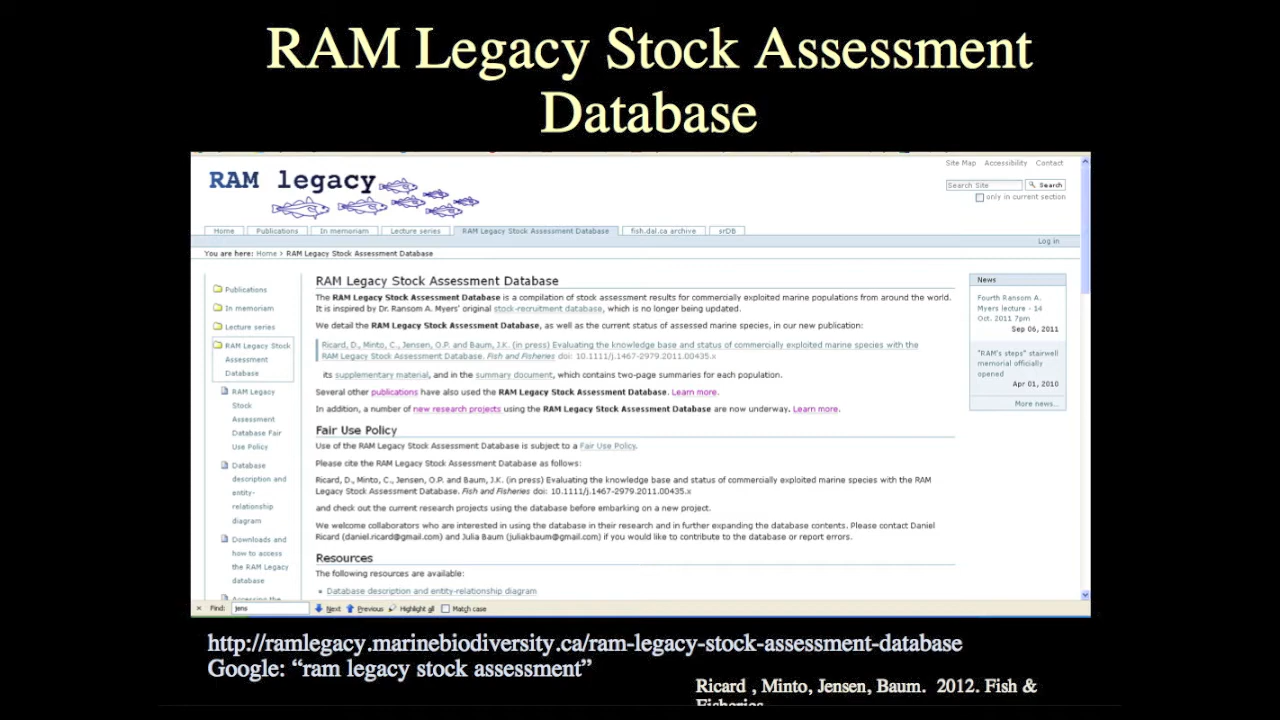 RAM Legacy Stock Assessment
Database
Site Map Accessibility Contact
RAM legacy
Search Site Search
only in current section
Home Publications In memoriam Lecture series RAM Legacy Stock Assessment Database fish.dal.ca archive srDB
Log in
You are here: Home > RAM Legacy Stock Assessment Database
Publications
In memoriam
Lecture series
RAM Legacy Stock
Assessment
Database
RAM Legacy
Stock
Assessment
Database Fair
Use Policy
Database
description and
entity-
relationship
diagram
Downloads and
how to access
the RAM Legacy
database
Accessing the
RAM Legacy Stock Assessment Database
The RAM Legacy Stock Assessment Database is a compilation of stock assessment results for commercially exploited marine populations from around the world.
It is inspired by Dr. Ransom A. Myers' original stock-recruitment database, which is no longer being updated.
We detail the RAM Legacy Stock Assessment Database, as well as the current status of assessed marine species, in our new publication:
Ricard, D., Minto, C., Jensen, O.P. and Baum, J.K. (in press) Evaluating the knowledge base and status of commercially exploited marine species with the
RAM Legacy Stock Assessment Database. Fish and Fisheries doi: 10.1111/j.1467-2979.2011.00435.x
its supplementary material, and in the summary document, which contains two-page summaries for each population.
Several other publications have also used the RAM Legacy Stock Assessment Database. Learn more.
In addition, a number of new research projects using the RAM Legacy Stock Assessment Database are now underway. Learn more.
Fair Use Policy
Use of the RAM Legacy Stock Assessment Database is subject to a Fair Use Policy.
Please cite the RAM Legacy Stock Assessment Database as follows:
Ricard, D., Minto, C., Jensen, O.P. and Baum, J.K. (in press) Evaluating the knowledge base and status of commercially exploited marine species with the RAM
Legacy Stock Assessment Database. Fish and Fisheries doi: 10.1111/j.1467-2979.2011.00435.x
and check out the current research projects using the database before embarking on a new project.
We welcome collaborators who are interested in using the database in their research and in further expanding the database contents. Please contact Daniel
Ricard (daniel.ricard@gmail.com) and Julia Baum (juliakbaum@gmail.com) if you would like to contribute to the database or report errors.
Resources
The following resources are available:
Database description and entity-relationship diagram
News
Fourth Ransom A.
Myers lecture - 14
Oct. 2011 7pm
Sep 06, 2011
"RAM's steps" stairwell
memorial officially
opened
Apr 01, 2010
More news...
Find: jens Next Previous Highlight all Match case
http://ramlegacy.marinebiodiversity.ca/ram-legacy-stock-assessment-database
Google: “ram legacy stock assessment”
Ricard , Minto, Jensen, Baum. 2012. Fish &
Fisheries